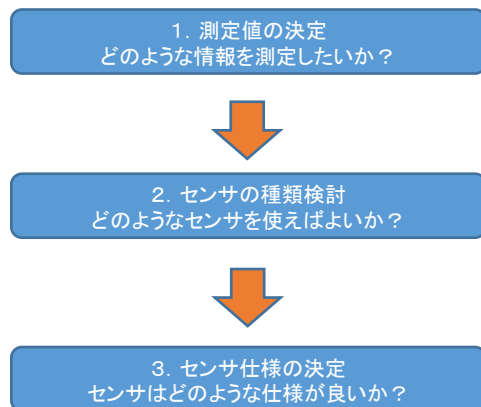 １．測定値の決定
どのような情報を測定したいか？
２．センサの種類検討
どのようなセンサを使えばよいか？
３．センサ仕様の決定
センサはどのような仕様が良いか？